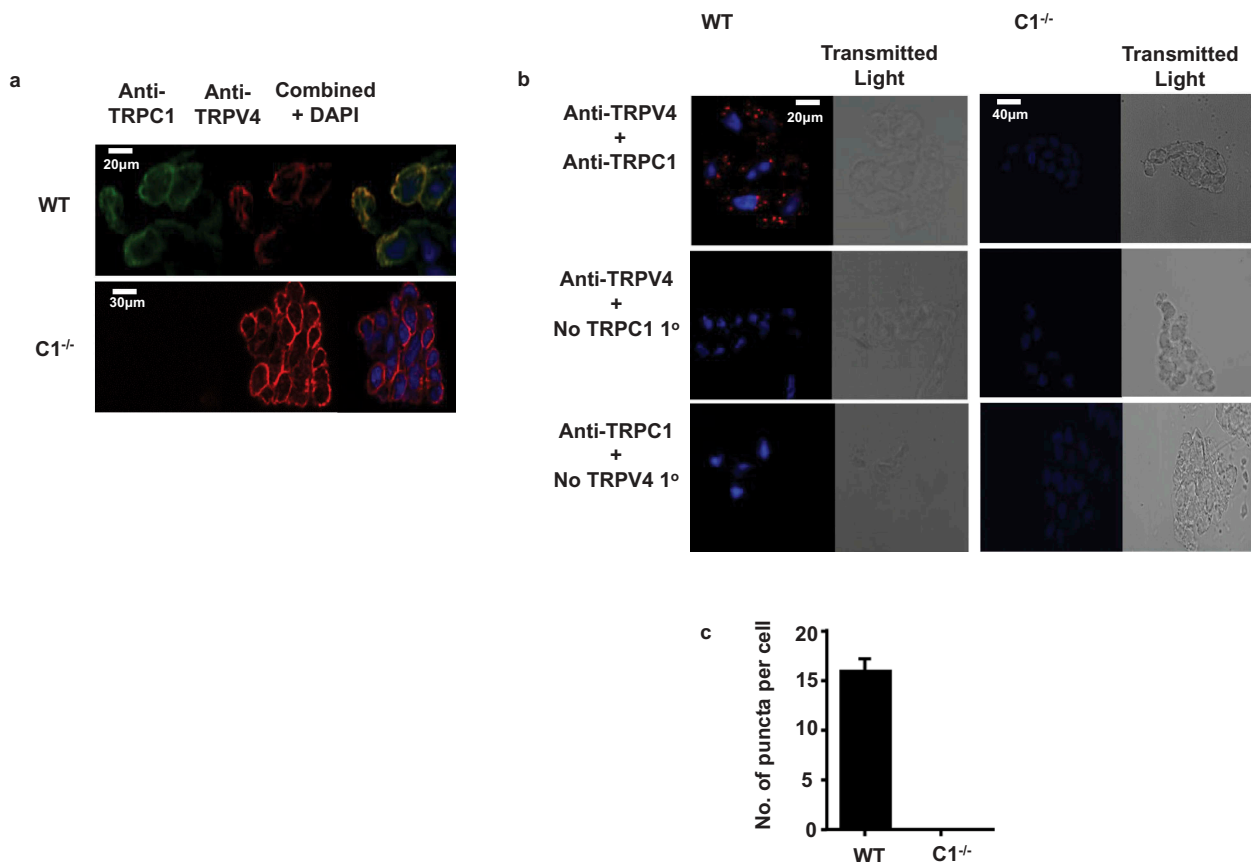 a
Anti-
TRPC1
Anti-
TRPV4
Combined
+ DAPI
WT
20µm
C1-/-
30µm
b
WT
C1-/-
Transmitted
Light
Transmitted
Light
Anti-TRPV4
+
Anti-TRPC1
20µm
40µm
Anti-TRPV4
+
No TRPC1 1o
Anti-TRPC1
+
No TRPV4 1o
c
No. of puncta per cell
20
15
10
5
0
WT
C1-/-